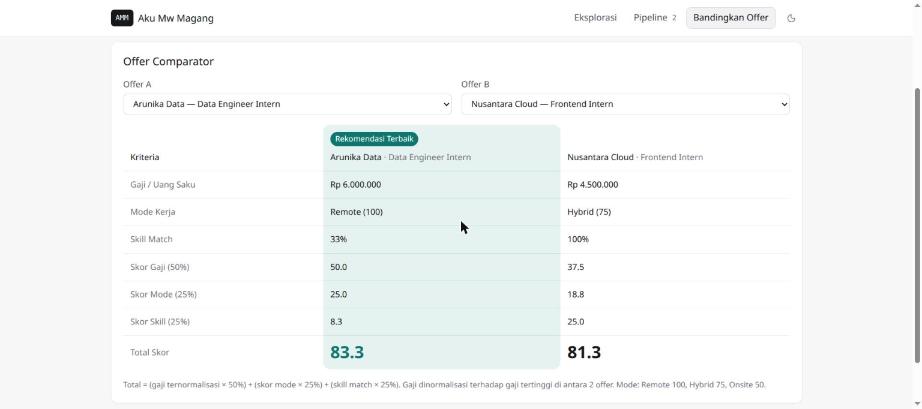 AMM Aku Mw Magang Eksplorasi Pipeline 2 Bandingkan Offer
Offer Comparator
Offer A Offer B
Arunika Data — Data Engineer Intern Nusantara Cloud — Frontend Intern
Rekomendasi Terbaik
Kriteria Arunika Data · Data Engineer Intern Nusantara Cloud · Frontend Intern
Gaji / Uang Saku Rp 6.000.000 Rp 4.500.000
Mode Kerja Remote (100) Hybrid (75)
Skill Match 33% 100%
Skor Gaji (50%) 50.0 37.5
Skor Mode (25%) 25.0 18.8
Skor Skill (25%) 8.3 25.0
Total Skor 83.3 81.3
Total = (gaji ternormalisasi × 50%) + (skor mode × 25%) + (skill match × 25%). Gaji dinormalisasi terhadap gaji tertinggi di antara 2 offer. Mode: Remote 100, Hybrid 75, Onsite 50.